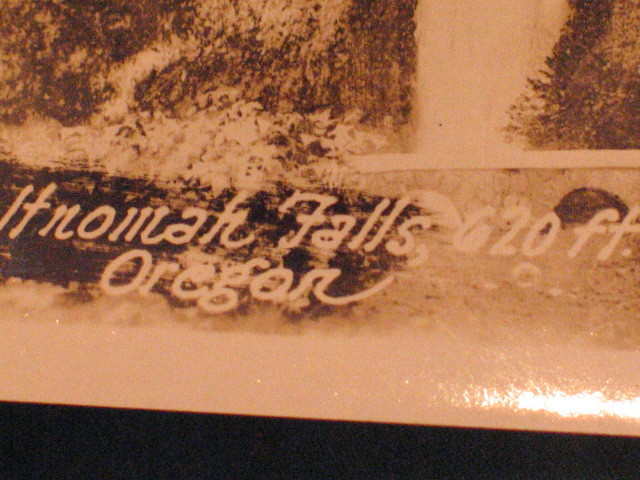 ltnomah Falls, 620 ft.
Oregon